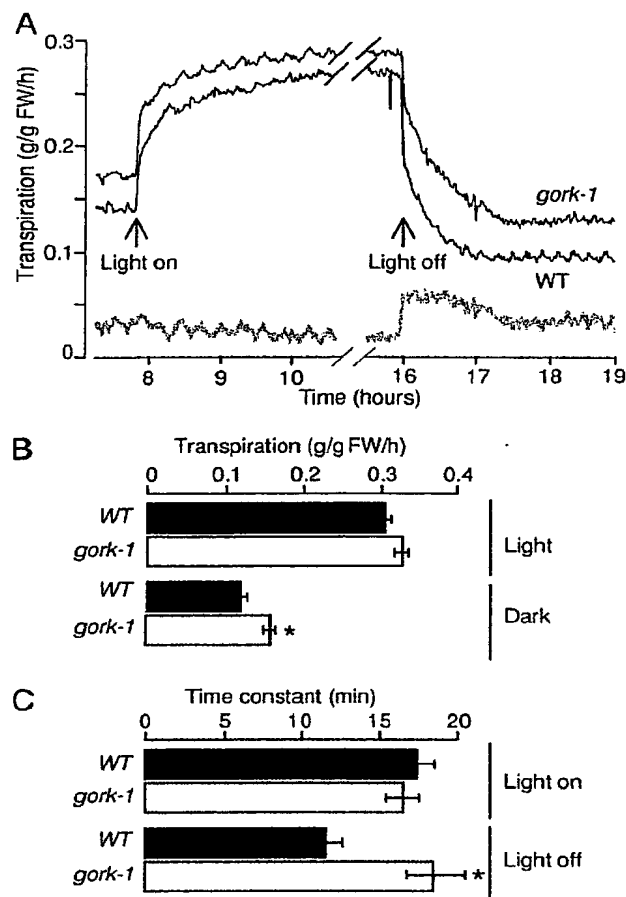 A
Transpiration (g/g FW/h)
0.3
0.2
0.1
0
Light on
Light off
gork-1
WT
8 9 10 16 17 18 19
Time (hours)
B
Transpiration (g/g FW/h)
0 0.1 0.2 0.3 0.4
WT
gork-1
Light
WT
gork-1 *
Dark
C
Time constant (min)
0 5 10 15 20
WT
gork-1
Light on
WT
gork-1 *
Light off